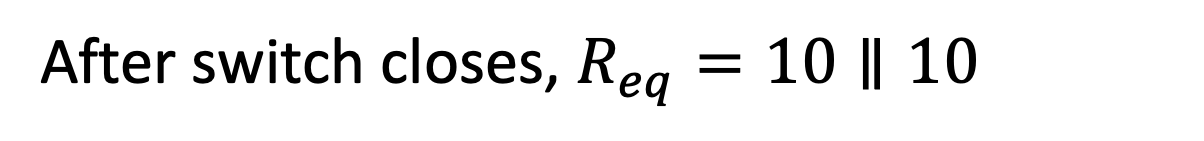 After switch closes, R_eq = 10 ∥ 10